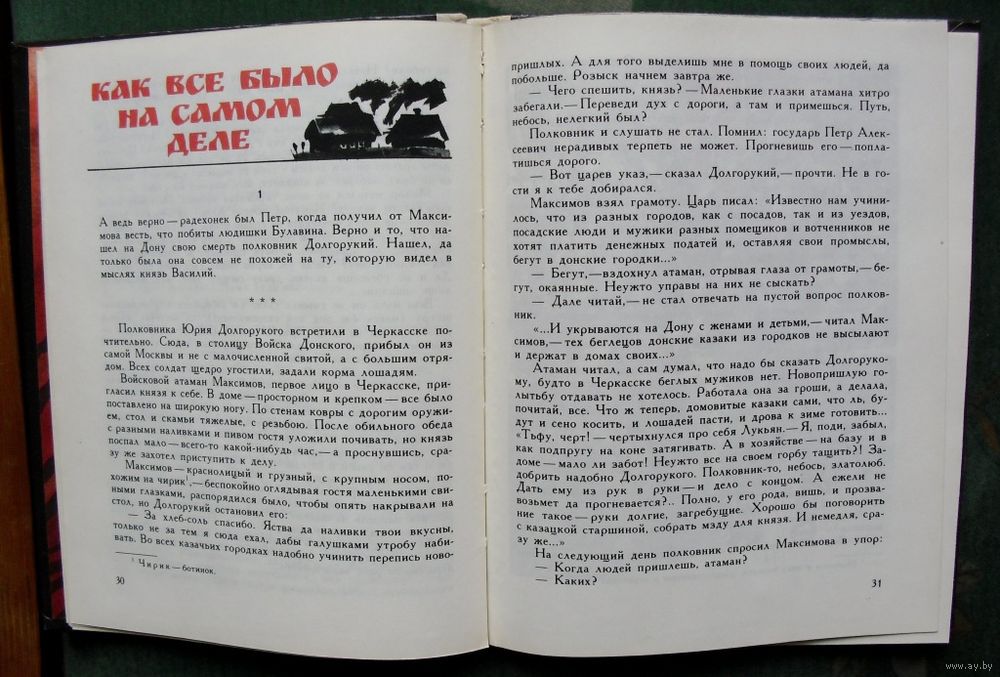 КАК ВСЕ БЫЛО
НА САМОМ
ДЕЛЕ
1
А ведь верно — радехонек был Петр, когда получил от Макси-
мова весть, что побиты людишки Булавина. Верно и то, что на-
шел на Дону свою смерть полковник Долгорукий. Нашел, да
только была она совсем не похожей на ту, которую видел в
мыслях князь Василий.
* * *
Полковника Юрия Долгорукого встретили в Черкасске по-
чтительно. Сюда, в столицу Войска Донского, прибыл он из
самой Москвы и не с малочисленной свитой, а с большим отря-
дом. Всех солдат щедро угостили, задали корма лошадям.
Войсковой атаман Максимов, первое лицо в Черкасске, при-
гласил князя к себе. В доме — просторном и крепком — все было
поставлено на широкую ногу. По стенам ковры с дорогим оружи-
ем, стол и скамьи тяжелые, с резьбою. После обильного обеда
с разными наливками и пивом гостя уложили почивать, но князь
поспал мало — всего-то какой-нибудь час, — а проснувшись, сра-
зу же захотел приступить к делу.
Максимов — краснолицый и грузный, с крупным носом, по-
хожим на чирик¹, — беспокойно оглядывая гостя маленькими сви-
ными глазками, распорядился было, чтобы опять накрывали на
стол, но Долгорукий остановил его:
— За хлеб-соль спасибо. Яства да наливки твои вкусны,
только не за тем я сюда ехал, дабы галушками утробу наби-
вать. Во всех казачьих городках надобно учинить перепись ново-
¹ Чирик — ботинок.
30
пришлых. А для того выделишь мне в помощь своих людей, да
побольше. Розыск начнем завтра же.
— Чего спешить, князь? — Маленькие глазки атамана хитро
забегали. — Переведи дух с дороги, а там и примешься. Путь,
небось, нелегкий был?
Полковник и слушать не стал. Помнил: государь Петр Алек-
сеевич нерадивых терпеть не может. Прогневишь его — попла-
тишься дорого.
— Вот царев указ, — сказал Долгорукий, — прочти. Не в го-
сти я к тебе добирался.
Максимов взял грамоту. Царь писал: «Известно нам учини-
лось, что из разных городов, как с посадов, так и из уездов,
посадские люди и мужики разных помещиков и вотченников не
хотят платить денежных податей и, оставляя свои промыслы,
бегут в донские городки...»
— Бегут, — вздохнул атаман, отрывая глаза от грамоты, — бе-
гут, окаянные. Неужто управы на них не сыскать?
— Дале читай, — не стал отвечать на пустой вопрос полков-
ник.
«...И укрываются на Дону с женами и детьми, — читал Мак-
симов, — тех беглецов донские казаки из городков не высылают
и держат в домах своих...»
Атаман читал, а сам думал, что надо бы сказать Долгоруко-
му, будто в Черкасске беглых мужиков нет. Новопришлую го-
лытьбу отдавать не хотелось. Работала она за гроши, а делала,
почитай, все. Что ж теперь, домовитые казаки сами, что ль, бу-
дут и сено косить, и лошадей пасти, и дрова к зиме готовить...
«Тьфу, черт! — чертыхнулся про себя Лукьян. — Я, поди, забыл,
как подпругу на коне затягивать. А в хозяйстве — на базу и в
доме — мало ли забот! Неужто все на своем горбу тащить?! За-
добрить надобно Долгорукого. Полковник-то, небось, златолюб.
Дать ему из рук в руки — и дело с концом. А ежели не
возьмет да прогневается?.. Полно, у его рода, вишь, и прозва-
ние такое — руки долгие, загребущие. Хорошо бы поговорить
с казацкой старшиной, собрать мзду для князя. И немедля, сра-
зу же...»
На следующий день полковник спросил Максимова в упор:
— Когда людей пришлешь, атаман?
— Каких?
31
www.ay.by